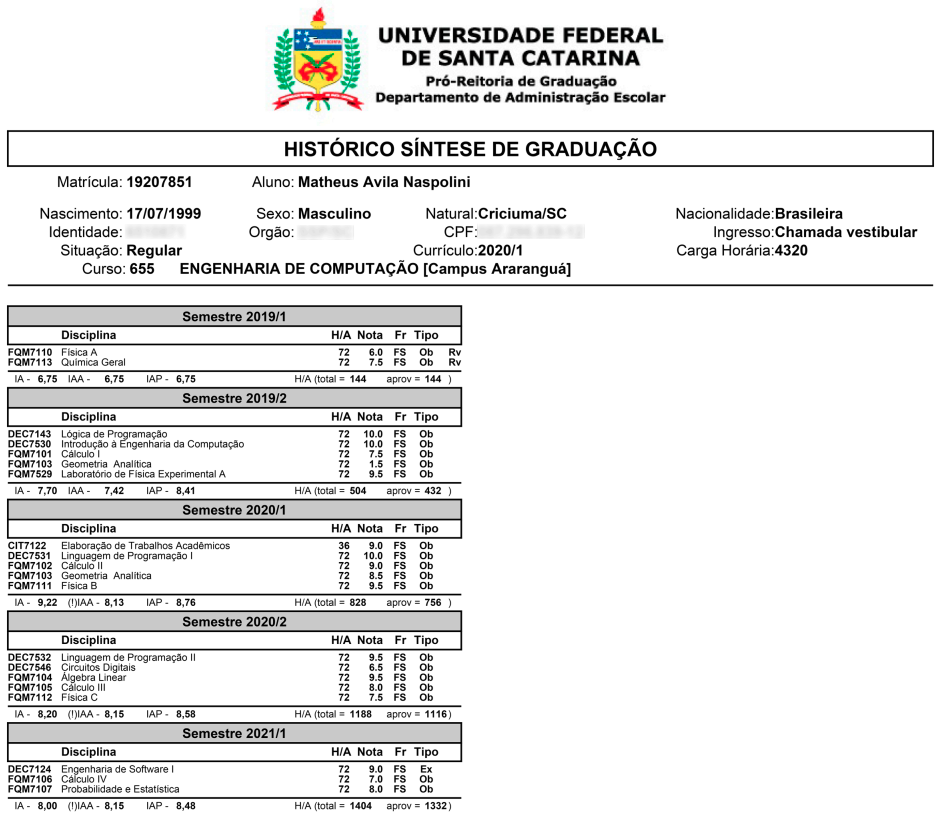 UNIVERSIDADE FEDERAL
DE SANTA CATARINA
Pró-Reitoria de Graduação
Departamento de Administração Escolar
HISTÓRICO SÍNTESE DE GRADUAÇÃO
Matrícula: 19207851 Aluno: Matheus Avila Naspolini
Nascimento: 17/07/1999 Sexo: Masculino Natural:Criciuma/SC Nacionalidade:Brasileira
Identidade: Orgão: CPF: Ingresso:Chamada vestibular
Situação: Regular Currículo:2020/1 Carga Horária:4320
Curso: 655 ENGENHARIA DE COMPUTAÇÃO [Campus Araranguá]
Semestre 2019/1
Disciplina H/A Nota Fr Tipo
FQM7110 Física A 72 6.0 FS Ob Rv
FQM7113 Química Geral 72 7.5 FS Ob Rv
IA - 6,75 IAA - 6,75 IAP - 6,75 H/A (total = 144 aprov = 144 )
Semestre 2019/2
Disciplina H/A Nota Fr Tipo
DEC7143 Lógica de Programação 72 10.0 FS Ob
DEC7530 Introdução à Engenharia da Computação 72 10.0 FS Ob
FQM7101 Cálculo I 72 7.5 FS Ob
FQM7103 Geometria Analítica 72 1.5 FS Ob
FQM7529 Laboratório de Física Experimental A 72 9.5 FS Ob
IA - 7,70 IAA - 7,42 IAP - 8,41 H/A (total = 504 aprov = 432 )
Semestre 2020/1
Disciplina H/A Nota Fr Tipo
CIT7122 Elaboração de Trabalhos Acadêmicos 36 9.0 FS Ob
DEC7531 Linguagem de Programação I 72 10.0 FS Ob
FQM7102 Cálculo II 72 9.0 FS Ob
FQM7103 Geometria Analítica 72 8.5 FS Ob
FQM7111 Física B 72 9.5 FS Ob
IA - 9,22 (!)IAA - 8,13 IAP - 8,76 H/A (total = 828 aprov = 756 )
Semestre 2020/2
Disciplina H/A Nota Fr Tipo
DEC7532 Linguagem de Programação II 72 9.5 FS Ob
DEC7546 Circuitos Digitais 72 6.5 FS Ob
FQM7104 Álgebra Linear 72 9.5 FS Ob
FQM7105 Cálculo III 72 8.0 FS Ob
FQM7112 Física C 72 7.5 FS Ob
IA - 8,20 (!)IAA - 8,15 IAP - 8,58 H/A (total = 1188 aprov = 1116)
Semestre 2021/1
Disciplina H/A Nota Fr Tipo
DEC7124 Engenharia de Software I 72 9.0 FS Ex
FQM7106 Cálculo IV 72 7.0 FS Ob
FQM7107 Probabilidade e Estatística 72 8.0 FS Ob
IA - 8,00 (!)IAA - 8,15 IAP - 8,48 H/A (total = 1404 aprov = 1332)